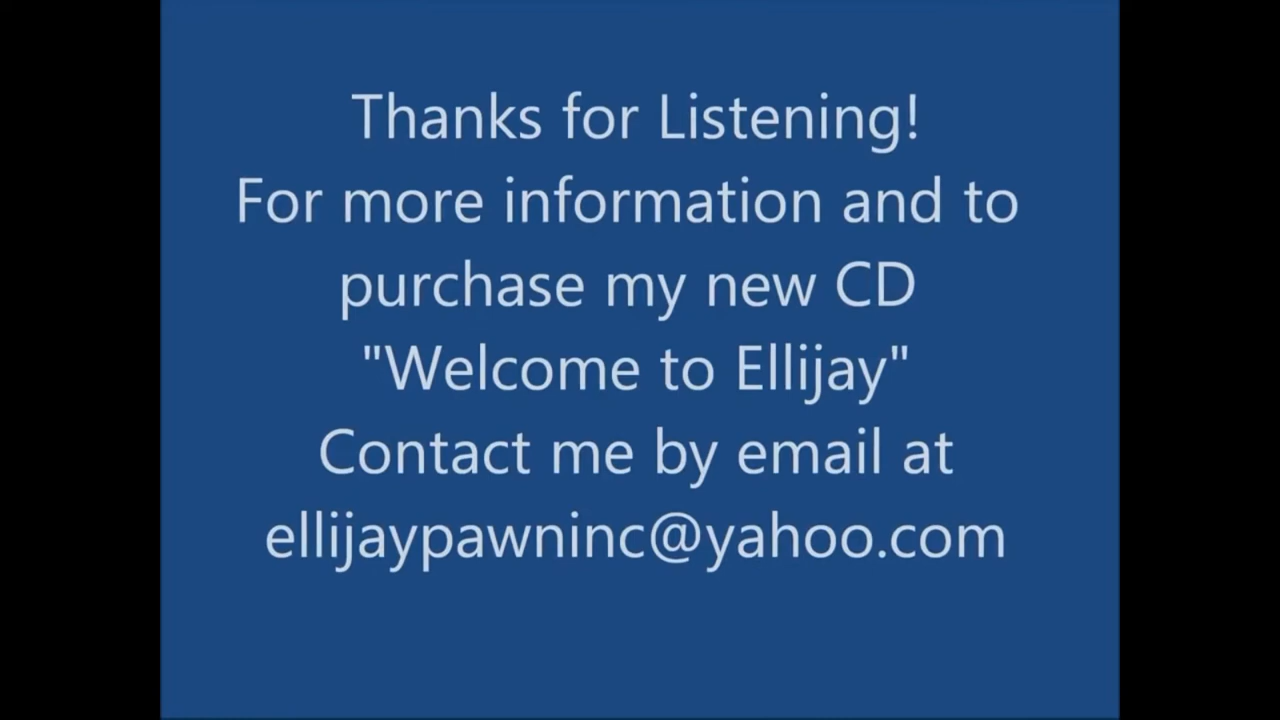 Thanks for Listening!
For more information and to
purchase my new CD
"Welcome to Ellijay"
Contact me by email at
ellijaypawninc@yahoo.com